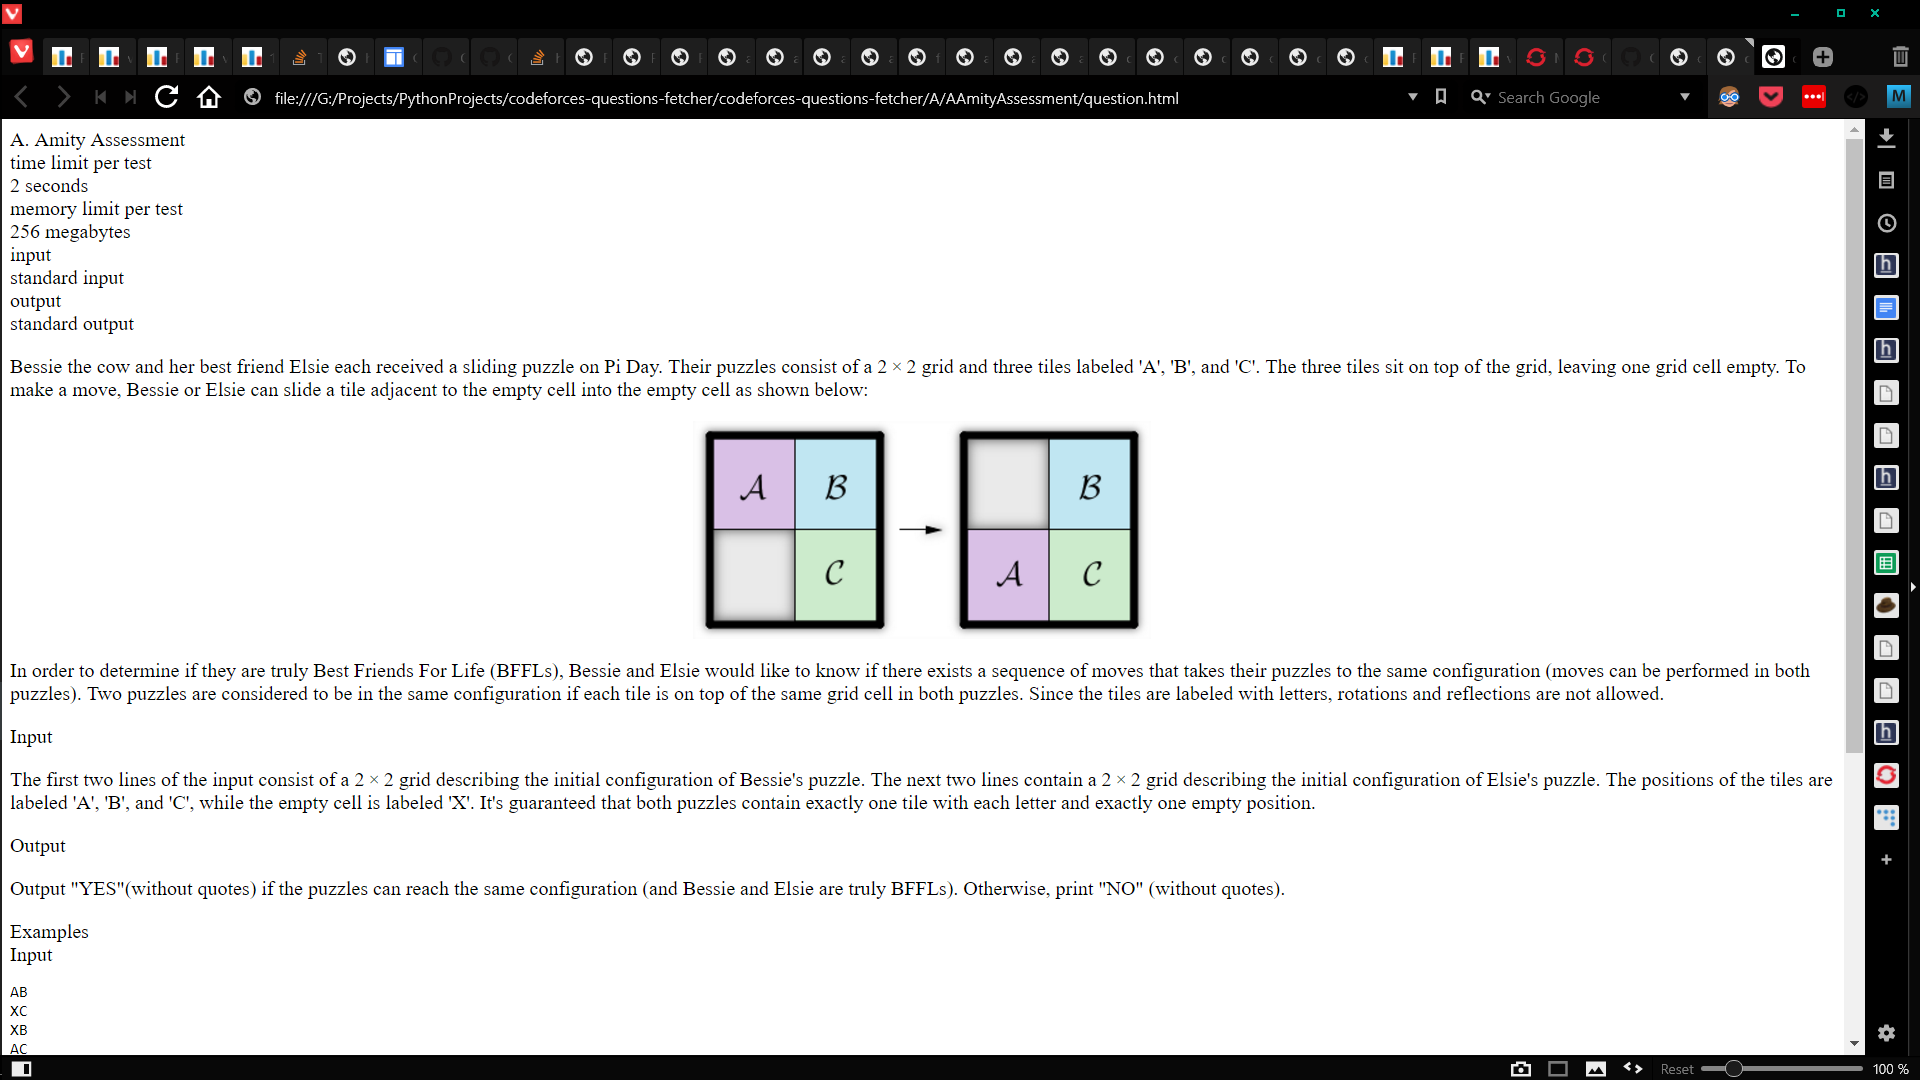 file:///G:/Projects/PythonProjects/codeforces-questions-fetcher/codeforces-questions-fetcher/A/AAmityAssessment/question.html
Search Google
A. Amity Assessment
time limit per test
2 seconds
memory limit per test
256 megabytes
input
standard input
output
standard output
Bessie the cow and her best friend Elsie each received a sliding puzzle on Pi Day. Their puzzles consist of a 2 × 2 grid and three tiles labeled 'A', 'B', and 'C'. The three tiles sit on top of the grid, leaving one grid cell empty. To
make a move, Bessie or Elsie can slide a tile adjacent to the empty cell into the empty cell as shown below:
A B B
C A C
In order to determine if they are truly Best Friends For Life (BFFLs), Bessie and Elsie would like to know if there exists a sequence of moves that takes their puzzles to the same configuration (moves can be performed in both
puzzles). Two puzzles are considered to be in the same configuration if each tile is on top of the same grid cell in both puzzles. Since the tiles are labeled with letters, rotations and reflections are not allowed.
Input
The first two lines of the input consist of a 2 × 2 grid describing the initial configuration of Bessie's puzzle. The next two lines contain a 2 × 2 grid describing the initial configuration of Elsie's puzzle. The positions of the tiles are
labeled 'A', 'B', and 'C', while the empty cell is labeled 'X'. It's guaranteed that both puzzles contain exactly one tile with each letter and exactly one empty position.
Output
Output "YES"(without quotes) if the puzzles can reach the same configuration (and Bessie and Elsie are truly BFFLs). Otherwise, print "NO" (without quotes).
Examples
Input
AB
XC
XB
AC
Reset 100 %